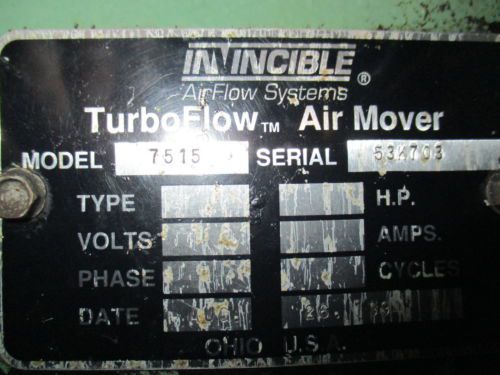 INVINCIBLE ®
AirFlow Systems
TurboFlow™ Air Mover
MODEL 7515 SERIAL 53K703
TYPE H.P.
VOLTS AMPS.
PHASE CYCLES
DATE
OHIO U.S.A.